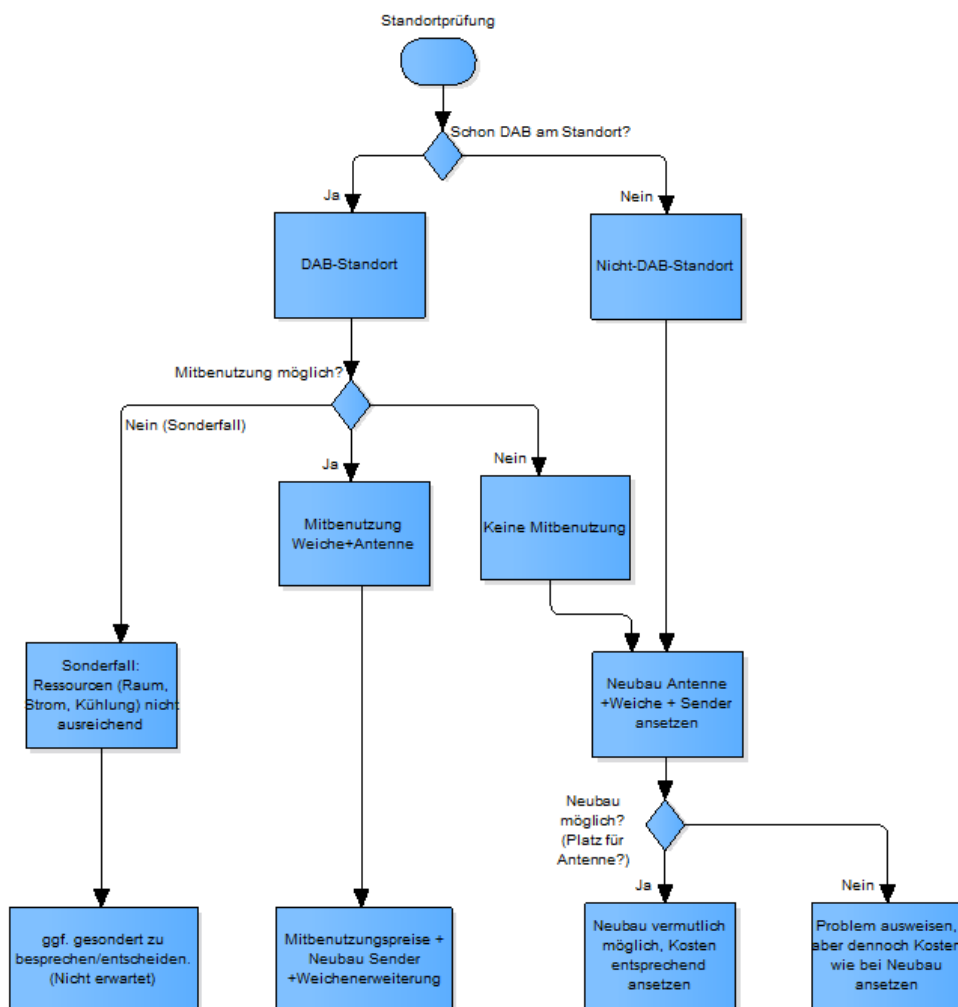 Standortprüfung
Schon DAB am Standort?
Ja
Nein
DAB-Standort
Nicht-DAB-Standort
Mitbenutzung möglich?
Nein (Sonderfall)
Ja
Nein
Mitbenutzung
Weiche+Antenne
Keine Mitbenutzung
Sonderfall:
Ressourcen (Raum,
Strom, Kühlung) nicht
ausreichend
Neubau Antenne
+Weiche + Sender
ansetzen
Neubau
möglich?
(Platz für
Antenne?)
Ja
Nein
ggf. gesondert zu
besprechen/entscheiden.
(Nicht erwartet)
Mitbenutzungspreise +
Neubau Sender
+Weichenerweiterung
Neubau vermutlich
möglich, Kosten
entsprechend
ansetzen
Problem ausweisen,
aber dennoch Kosten
wie bei Neubau
ansetzen